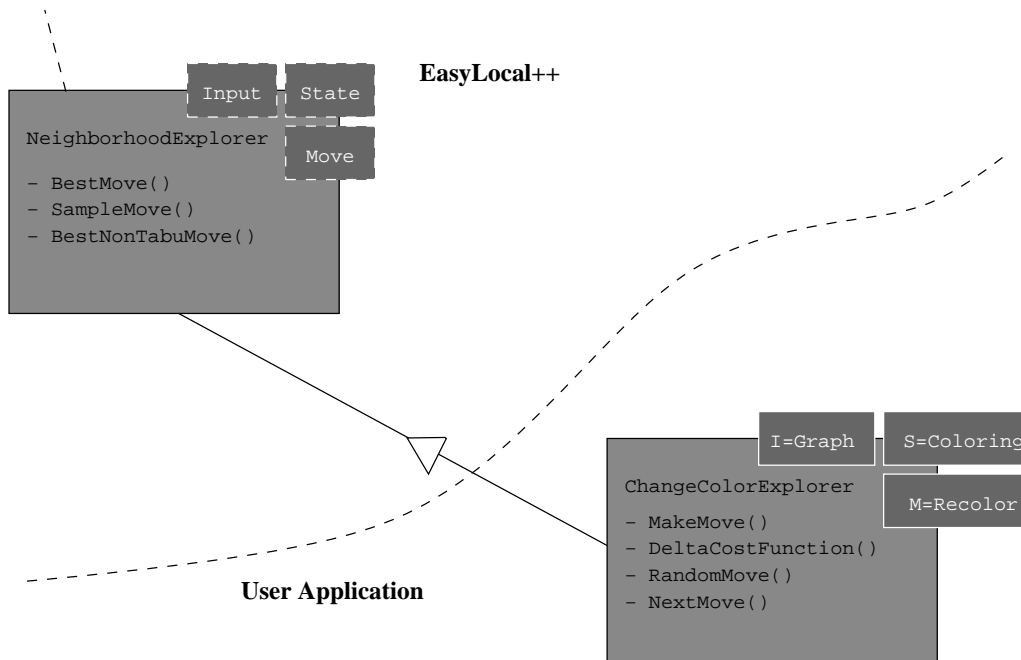 EasyLocal++
Input
State
Move
NeighborhoodExplorer
- BestMove()
- SampleMove()
- BestNonTabuMove()
I=Graph
S=Coloring
M=Recolor
ChangeColorExplorer
- MakeMove()
- DeltaCostFunction()
- RandomMove()
- NextMove()
User Application